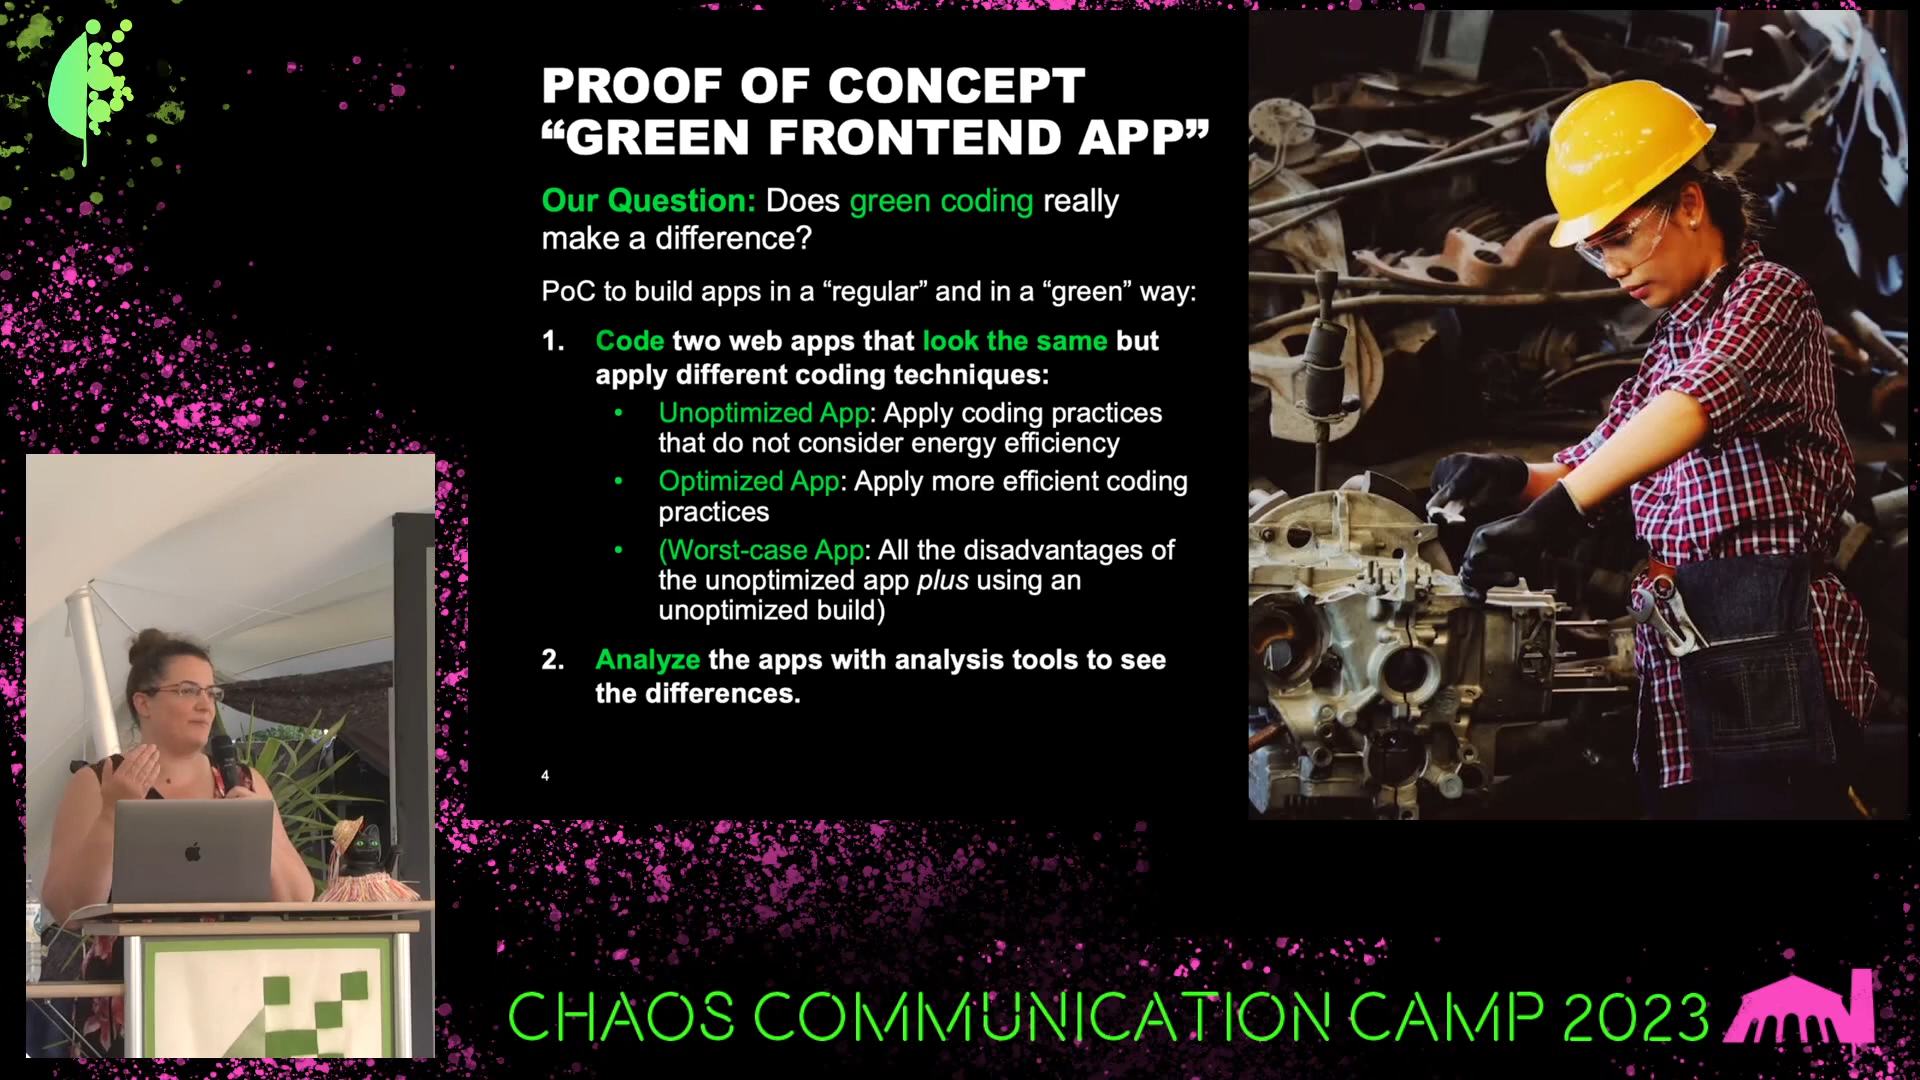 PROOF OF CONCEPT
“GREEN FRONTEND APP”
Our Question: Does green coding really
make a difference?
PoC to build apps in a “regular” and in a “green” way:
1. Code two web apps that look the same but
apply different coding techniques:
• Unoptimized App: Apply coding practices
that do not consider energy efficiency
• Optimized App: Apply more efficient coding
practices
• (Worst-case App: All the disadvantages of
the unoptimized app plus using an
unoptimized build)
2. Analyze the apps with analysis tools to see
the differences.
4
CHAOS COMMUNICATION CAMP 2023